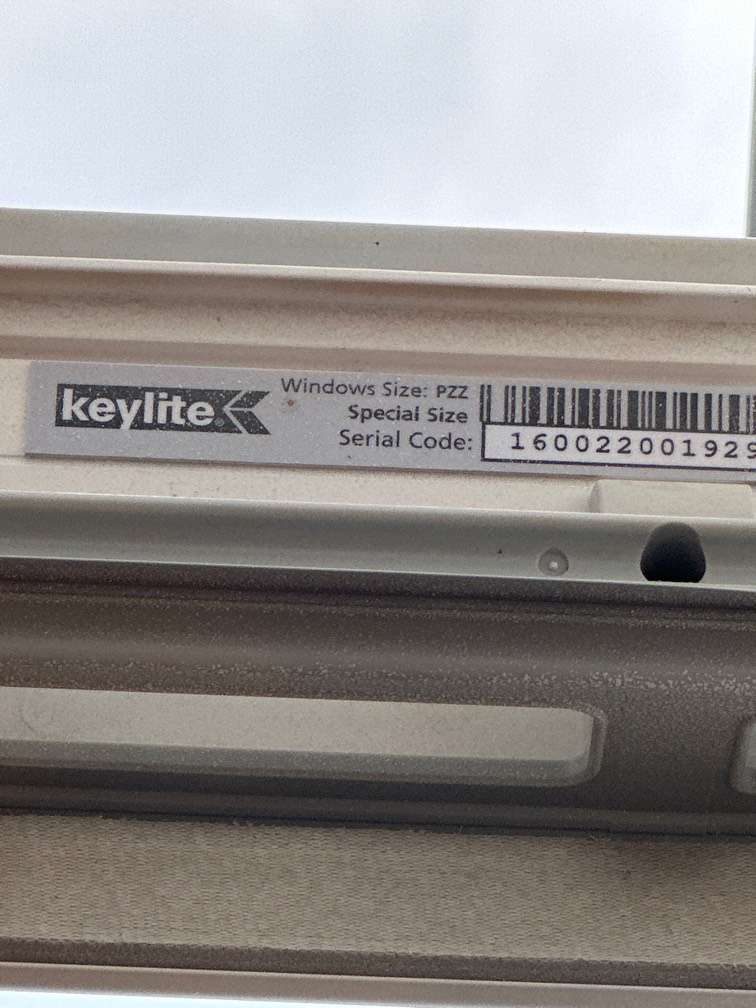 keylite
Windows Size: PZZ
Special Size
Serial Code:
160022001929